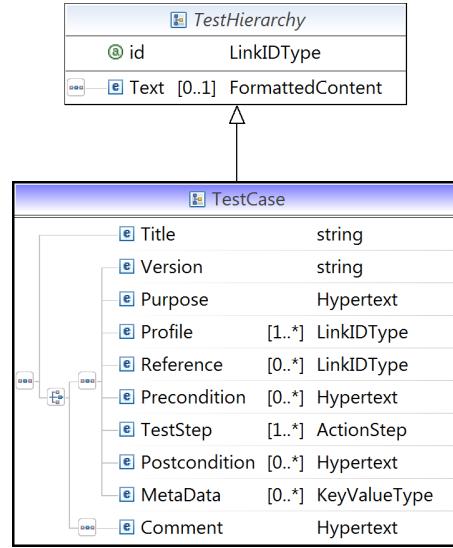 TestHierarchy
id LinkIDType
Text [0..1] FormattedContent
TestCase
Title string
Version string
Purpose Hypertext
Profile [1..*] LinkIDType
Reference [0..*] LinkIDType
Precondition [0..*] Hypertext
TestStep [1..*] ActionStep
Postcondition [0..*] Hypertext
MetaData [0..*] KeyValueType
Comment Hypertext